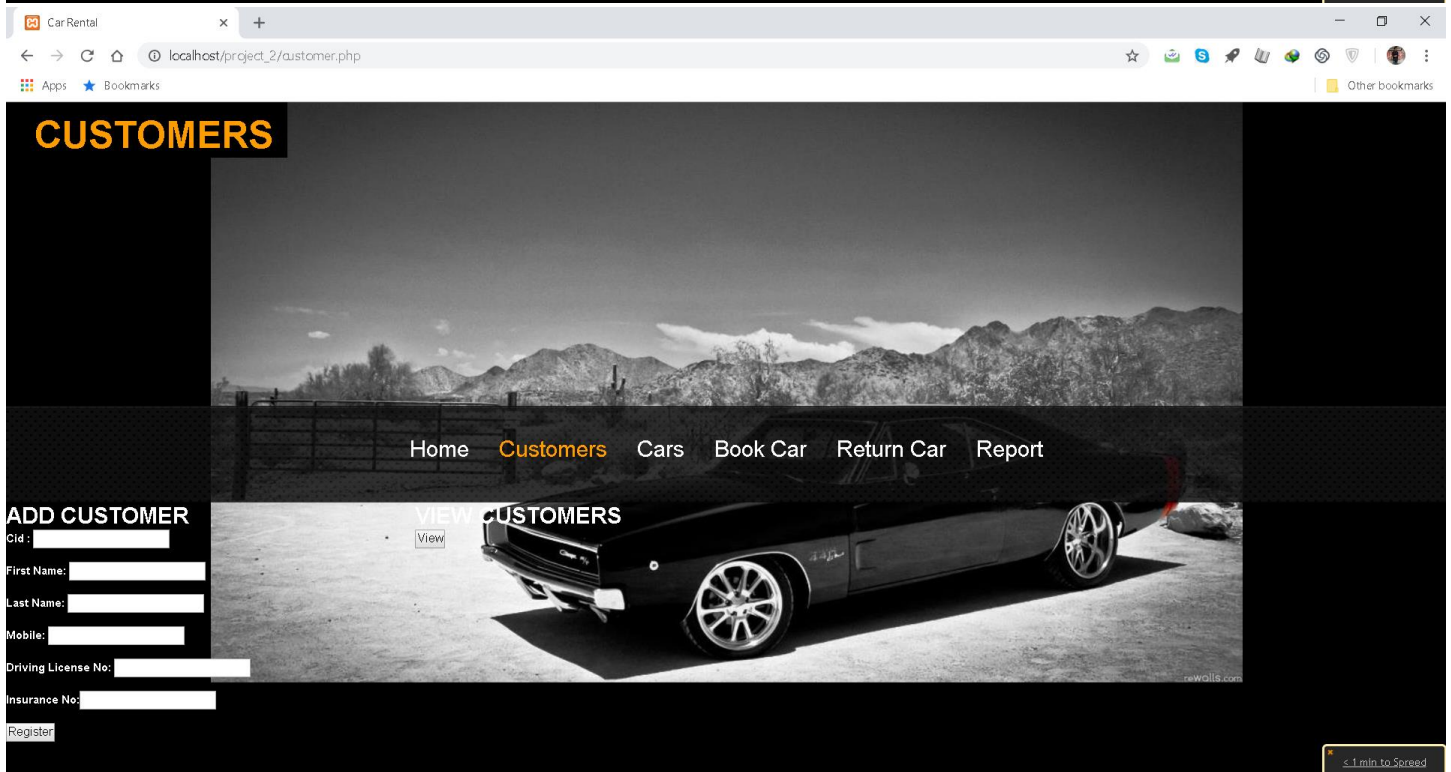 Car Rental
localhost/project_2/customer.php
Apps Bookmarks Other bookmarks
CUSTOMERS
Home Customers Cars Book Car Return Car Report
ADD CUSTOMER
Cid :
First Name:
Last Name:
Mobile:
Driving License No:
Insurance No:
Register
VIEW CUSTOMERS
View
rewalls.com
< 1 min to Spreed